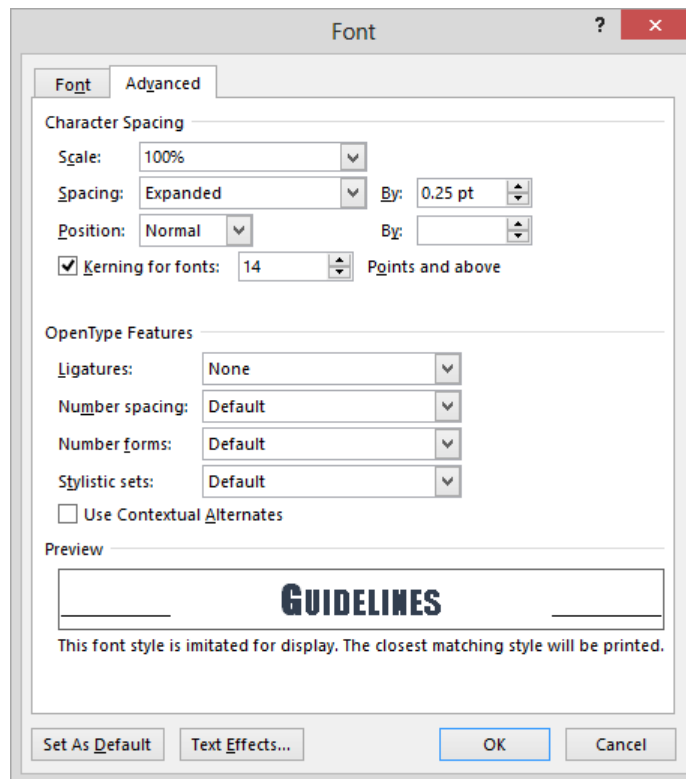 Font
?
Font Advanced
Character Spacing
Scale: 100%
Spacing: Expanded By: 0.25 pt
Position: Normal By:
Kerning for fonts: 14 Points and above
OpenType Features
Ligatures: None
Number spacing: Default
Number forms: Default
Stylistic sets: Default
Use Contextual Alternates
Preview
GUIDELINES
This font style is imitated for display. The closest matching style will be printed.
Set As Default Text Effects... OK Cancel